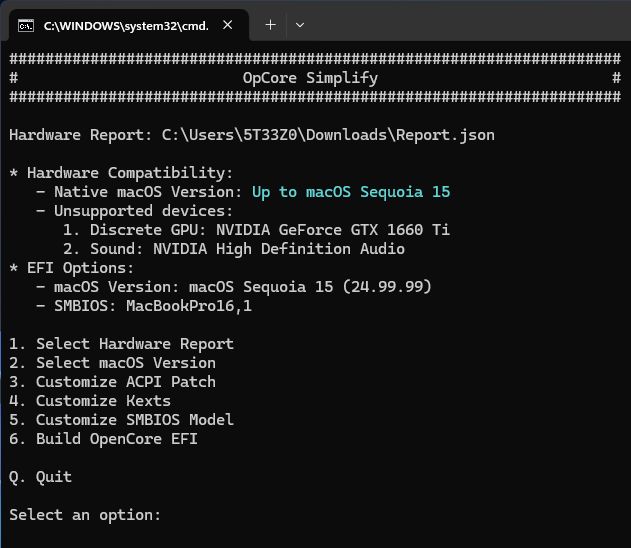 C:\WINDOWS\system32\cmd.
####################################################################
# OpCore Simplify #
####################################################################
Hardware Report: C:\Users\5T33Z0\Downloads\Report.json
* Hardware Compatibility:
- Native macOS Version: Up to macOS Sequoia 15
- Unsupported devices:
1. Discrete GPU: NVIDIA GeForce GTX 1660 Ti
2. Sound: NVIDIA High Definition Audio
* EFI Options:
- macOS Version: macOS Sequoia 15 (24.99.99)
- SMBIOS: MacBookPro16,1
1. Select Hardware Report
2. Select macOS Version
3. Customize ACPI Patch
4. Customize Kexts
5. Customize SMBIOS Model
6. Build OpenCore EFI
Q. Quit
Select an option: